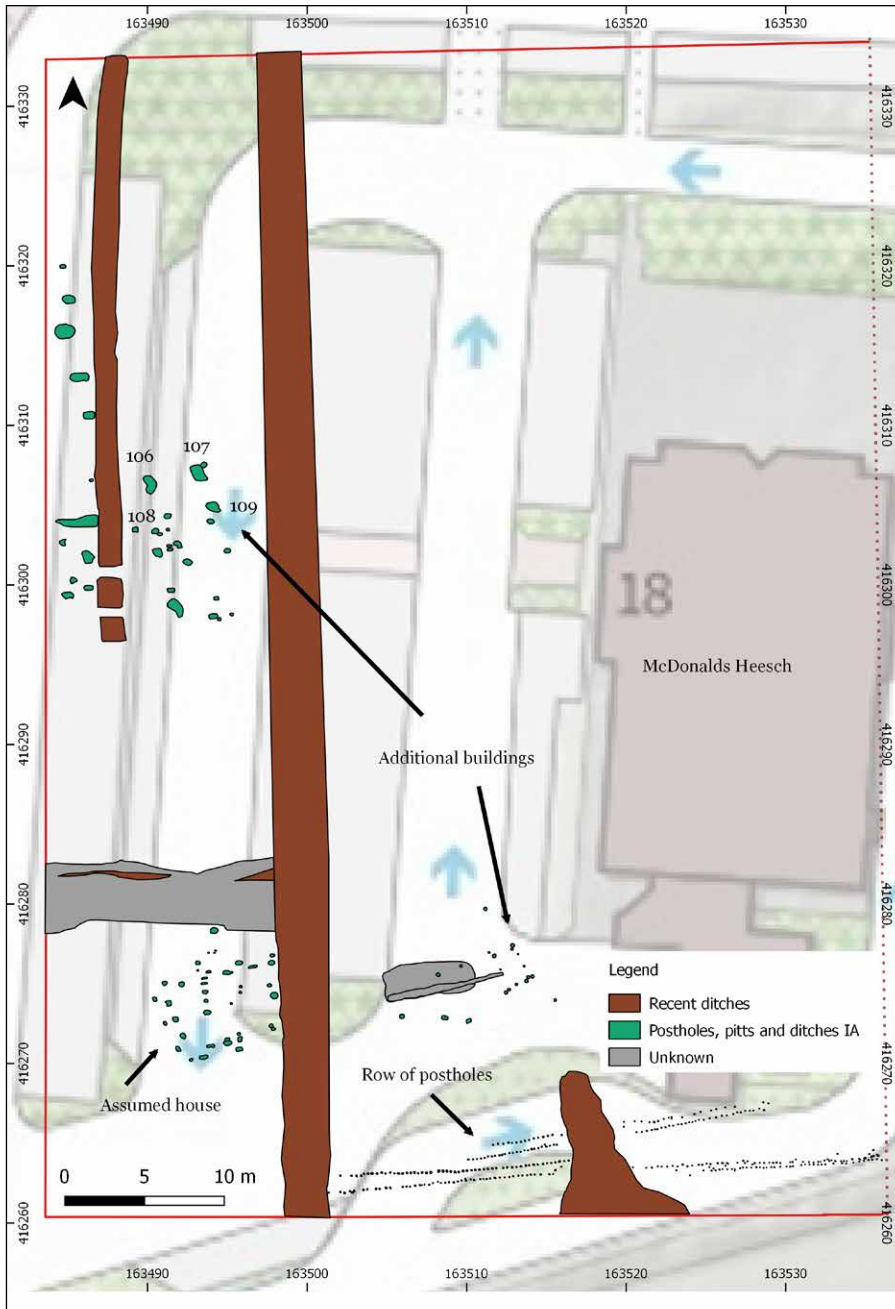 163490 163500 163510 163520 163530
416330 416330
416320 416320
416310 416310
107
106
109
108
416300 416300
18
McDonalds Heesch
416290 416290
Additional buildings
416280 416280
Legend
Recent ditches
Postholes, pitts and ditches IA
Unknown
416270 416270
Row of postholes
Assumed house
0 5 10 m
416260 416260
163490 163500 163510 163520 163530